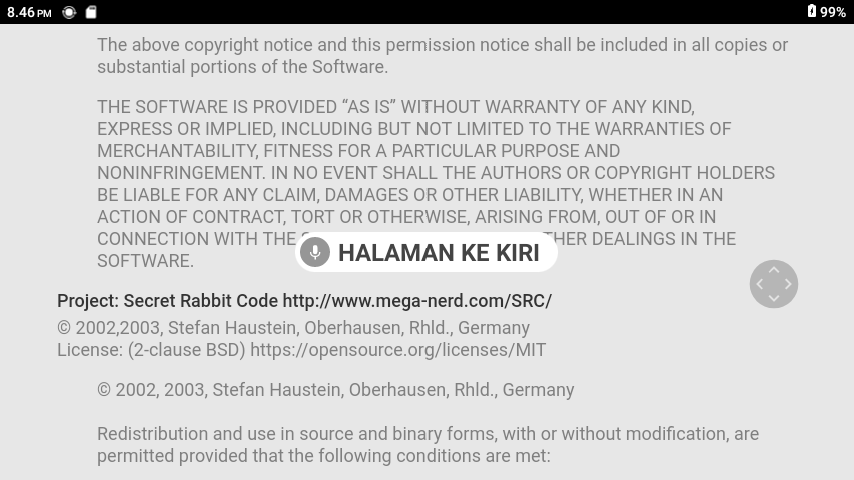 8.46 PM
99%
The above copyright notice and this permission notice shall be included in all copies or
substantial portions of the Software.
THE SOFTWARE IS PROVIDED “AS IS” WITHOUT WARRANTY OF ANY KIND,
EXPRESS OR IMPLIED, INCLUDING BUT NOT LIMITED TO THE WARRANTIES OF
MERCHANTABILITY, FITNESS FOR A PARTICULAR PURPOSE AND
NONINFRINGEMENT. IN NO EVENT SHALL THE AUTHORS OR COPYRIGHT HOLDERS
BE LIABLE FOR ANY CLAIM, DAMAGES OR OTHER LIABILITY, WHETHER IN AN
ACTION OF CONTRACT, TORT OR OTHERWISE, ARISING FROM, OUT OF OR IN
CONNECTION WITH THE DEALINGS IN THE
HALAMAN KE KIRI
SOFTWARE.
Project: Secret Rabbit Code http://www.mega-nerd.com/SRC/
© 2002,2003, Stefan Haustein, Oberhausen, Rhld., Germany
License: (2-clause BSD) https://opensource.org/licenses/MIT
© 2002, 2003, Stefan Haustein, Oberhausen, Rhld., Germany
Redistribution and use in source and binary forms, with or without modification, are
permitted provided that the following conditions are met: